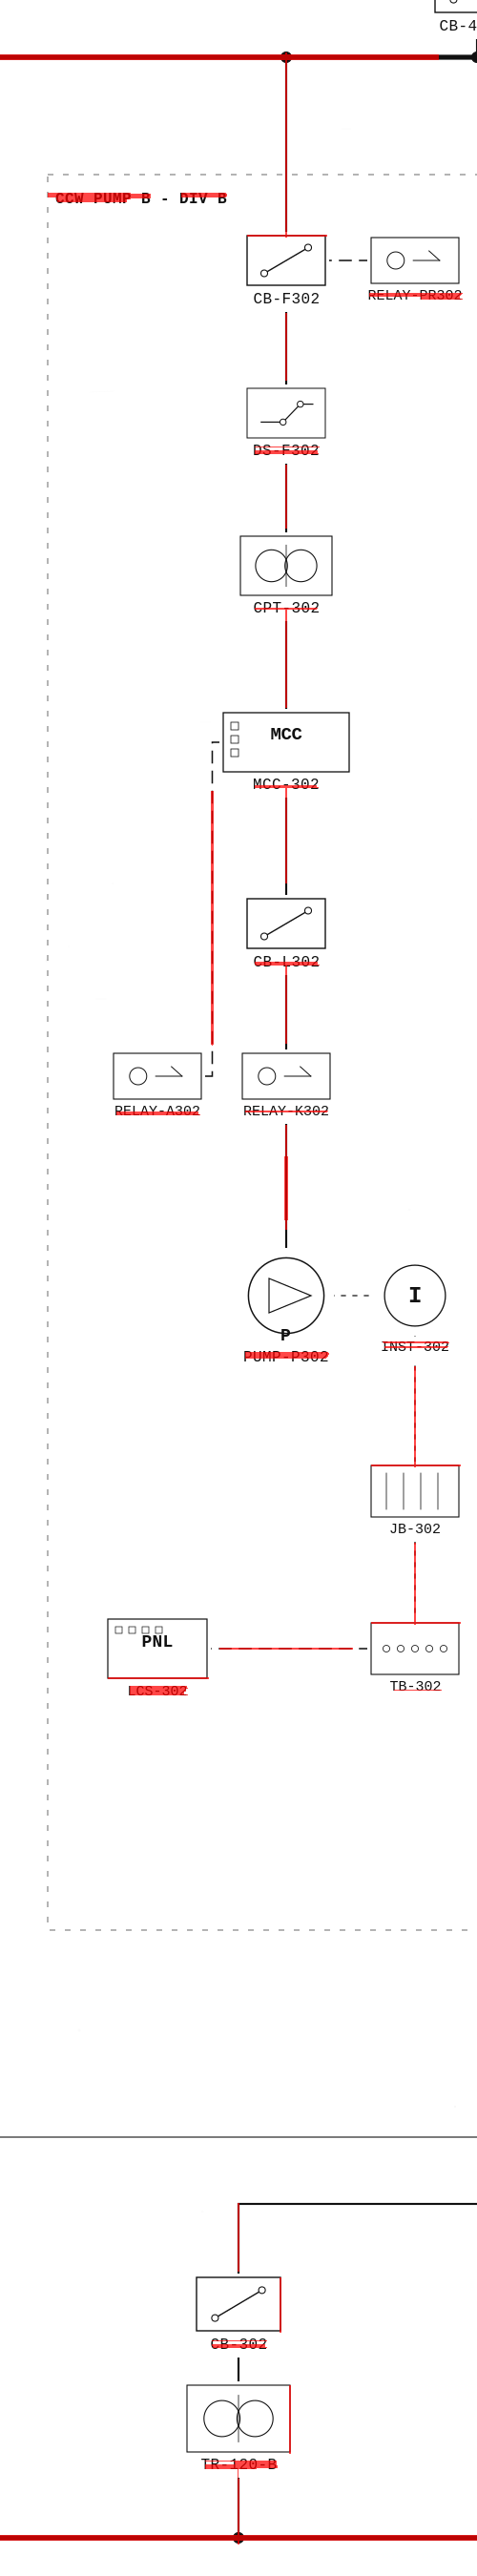 CB-4
CCW PUMP B - DIV B
CB-F302
RELAY-PR302
DS-F302
CPT-302
MCC
MCC-302
CB-L302
RELAY-A302
RELAY-K302
P
I
PUMP-P302
INST-302
JB-302
PNL
LCS-302
TB-302
CB-302
TR-120-B